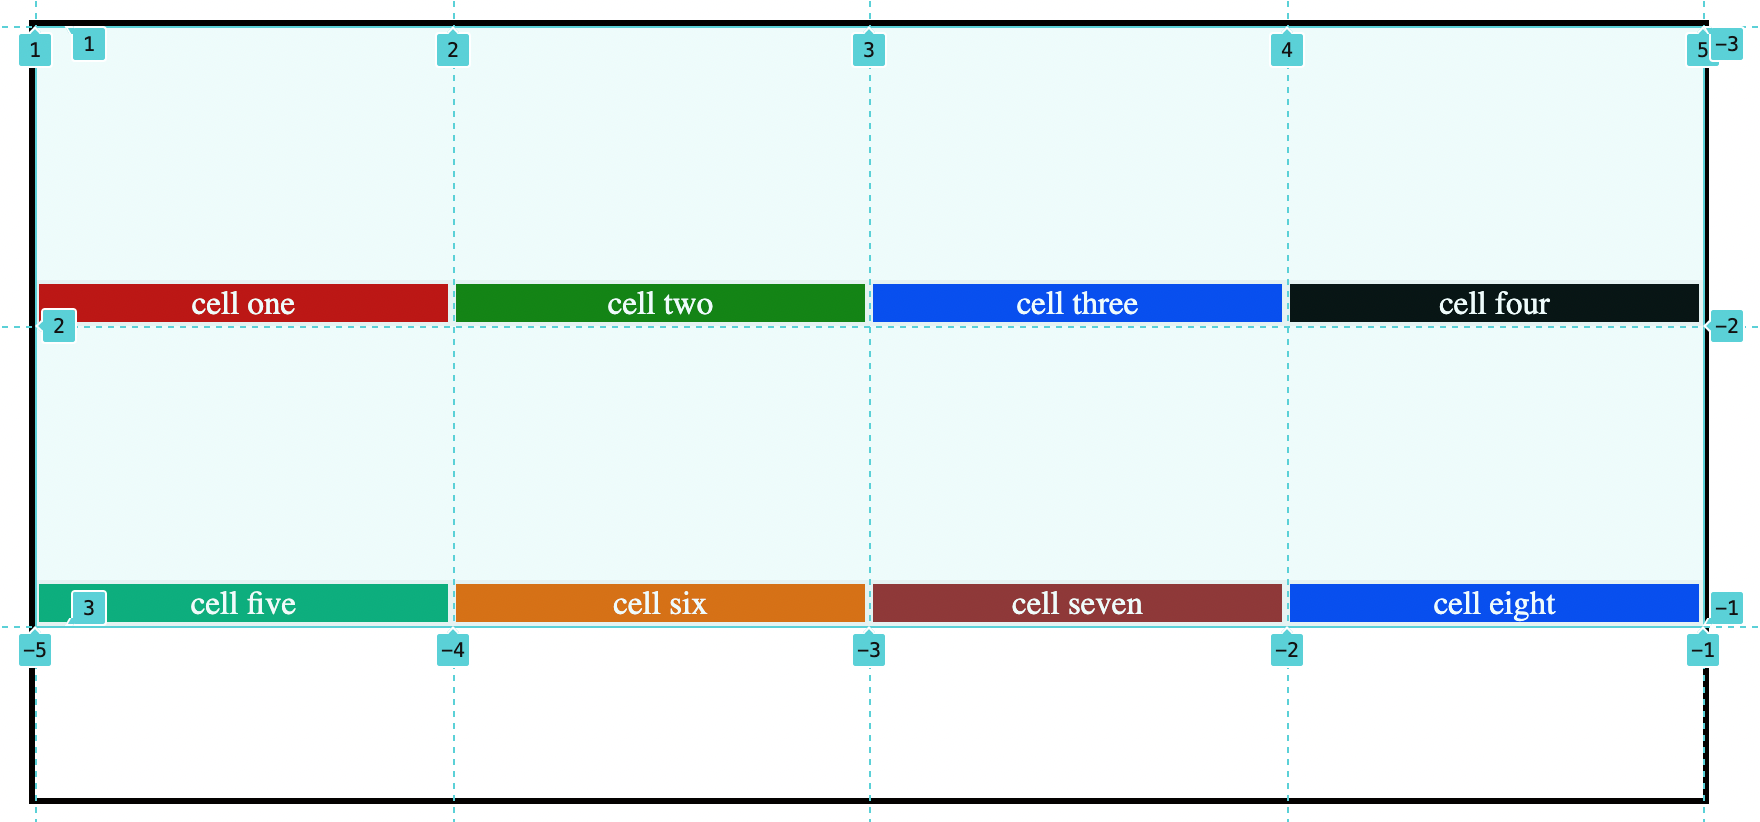 1 1 2 3 4 5 −3
cell one cell two cell three cell four
2 −2
cell five cell six cell seven cell eight
3 −1
−5 −4 −3 −2 −1